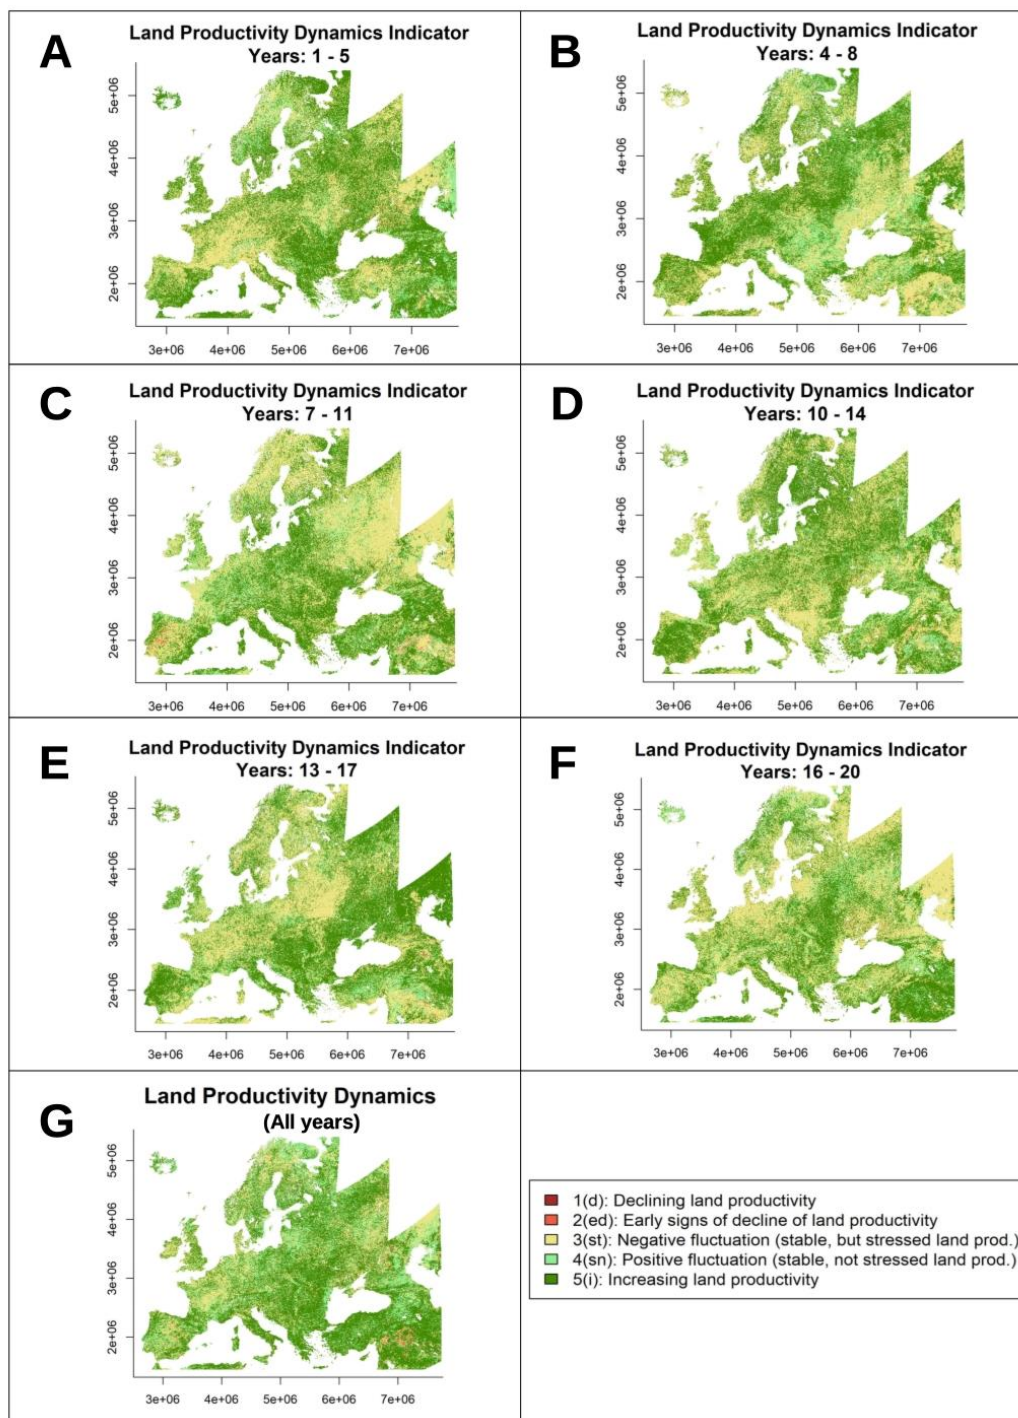 A
Land Productivity Dynamics Indicator
Years: 1 - 5
5e+06
4e+06
3e+06
2e+06
3e+06 4e+06 5e+06 6e+06 7e+06
B
Land Productivity Dynamics Indicator
Years: 4 - 8
5e+06
4e+06
3e+06
2e+06
3e+06 4e+06 5e+06 6e+06 7e+06
C
Land Productivity Dynamics Indicator
Years: 7 - 11
5e+06
4e+06
3e+06
2e+06
3e+06 4e+06 5e+06 6e+06 7e+06
D
Land Productivity Dynamics Indicator
Years: 10 - 14
5e+06
4e+06
3e+06
2e+06
3e+06 4e+06 5e+06 6e+06 7e+06
E
Land Productivity Dynamics Indicator
Years: 13 - 17
5e+06
4e+06
3e+06
2e+06
3e+06 4e+06 5e+06 6e+06 7e+06
F
Land Productivity Dynamics Indicator
Years: 16 - 20
5e+06
4e+06
3e+06
2e+06
3e+06 4e+06 5e+06 6e+06 7e+06
G
Land Productivity Dynamics
(All years)
5e+06
4e+06
3e+06
2e+06
3e+06 4e+06 5e+06 6e+06 7e+06
1(d): Declining land productivity
2(ed): Early signs of decline of land productivity
3(st): Negative fluctuation (stable, but stressed land prod.)
4(sn): Positive fluctuation (stable, not stressed land prod.)
5(i): Increasing land productivity